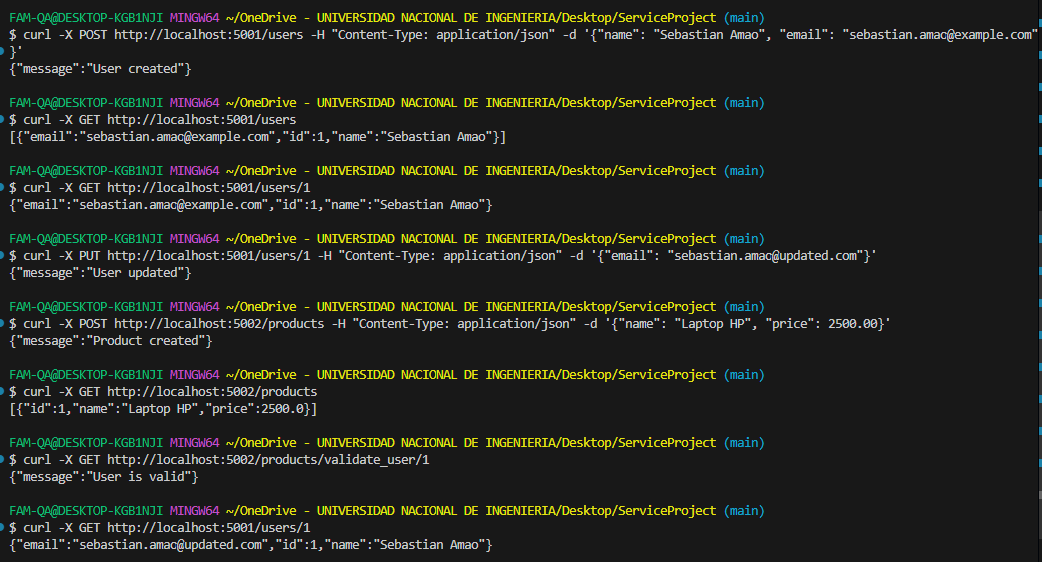 FAM-QA@DESKTOP-KGB1NJI MINGW64 ~/OneDrive - UNIVERSIDAD NACIONAL DE INGENIERIA/Desktop/ServiceProject (main)
$ curl -X POST http://localhost:5001/users -H "Content-Type: application/json" -d '{"name": "Sebastian Amao", "email": "sebastian.amao@example.com"
}'
{"message":"User created"}
FAM-QA@DESKTOP-KGB1NJI MINGW64 ~/OneDrive - UNIVERSIDAD NACIONAL DE INGENIERIA/Desktop/ServiceProject (main)
$ curl -X GET http://localhost:5001/users
[{"email":"sebastian.amao@example.com","id":1,"name":"Sebastian Amao"}]
FAM-QA@DESKTOP-KGB1NJI MINGW64 ~/OneDrive - UNIVERSIDAD NACIONAL DE INGENIERIA/Desktop/ServiceProject (main)
$ curl -X GET http://localhost:5001/users/1
{"email":"sebastian.amao@example.com","id":1,"name":"Sebastian Amao"}
FAM-QA@DESKTOP-KGB1NJI MINGW64 ~/OneDrive - UNIVERSIDAD NACIONAL DE INGENIERIA/Desktop/ServiceProject (main)
$ curl -X PUT http://localhost:5001/users/1 -H "Content-Type: application/json" -d '{"email": "sebastian.amao@updated.com"}'
{"message":"User updated"}
FAM-QA@DESKTOP-KGB1NJI MINGW64 ~/OneDrive - UNIVERSIDAD NACIONAL DE INGENIERIA/Desktop/ServiceProject (main)
$ curl -X POST http://localhost:5002/products -H "Content-Type: application/json" -d '{"name": "Laptop HP", "price": 2500.00}'
{"message":"Product created"}
FAM-QA@DESKTOP-KGB1NJI MINGW64 ~/OneDrive - UNIVERSIDAD NACIONAL DE INGENIERIA/Desktop/ServiceProject (main)
$ curl -X GET http://localhost:5002/products
[{"id":1,"name":"Laptop HP","price":2500.0}]
FAM-QA@DESKTOP-KGB1NJI MINGW64 ~/OneDrive - UNIVERSIDAD NACIONAL DE INGENIERIA/Desktop/ServiceProject (main)
$ curl -X GET http://localhost:5002/products/validate_user/1
{"message":"User is valid"}
FAM-QA@DESKTOP-KGB1NJI MINGW64 ~/OneDrive - UNIVERSIDAD NACIONAL DE INGENIERIA/Desktop/ServiceProject (main)
$ curl -X GET http://localhost:5001/users/1
{"email":"sebastian.amao@updated.com","id":1,"name":"Sebastian Amao"}